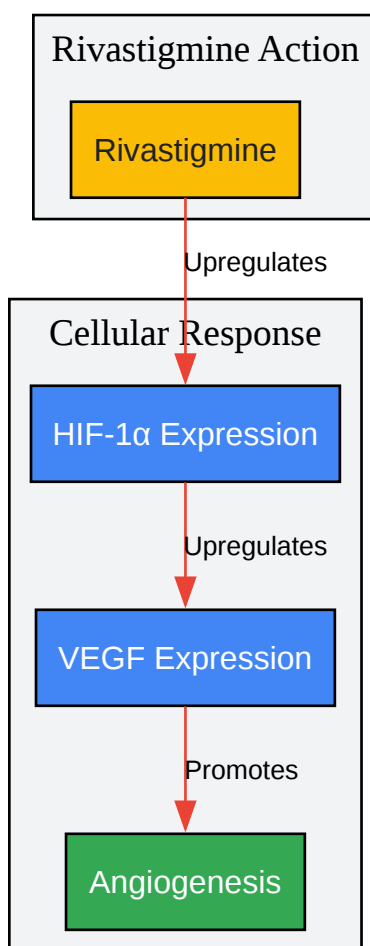 Rivastigmine Action
Rivastigmine
Upregulates
Cellular Response
HIF-1α Expression
Upregulates
VEGF Expression
Promotes
Angiogenesis